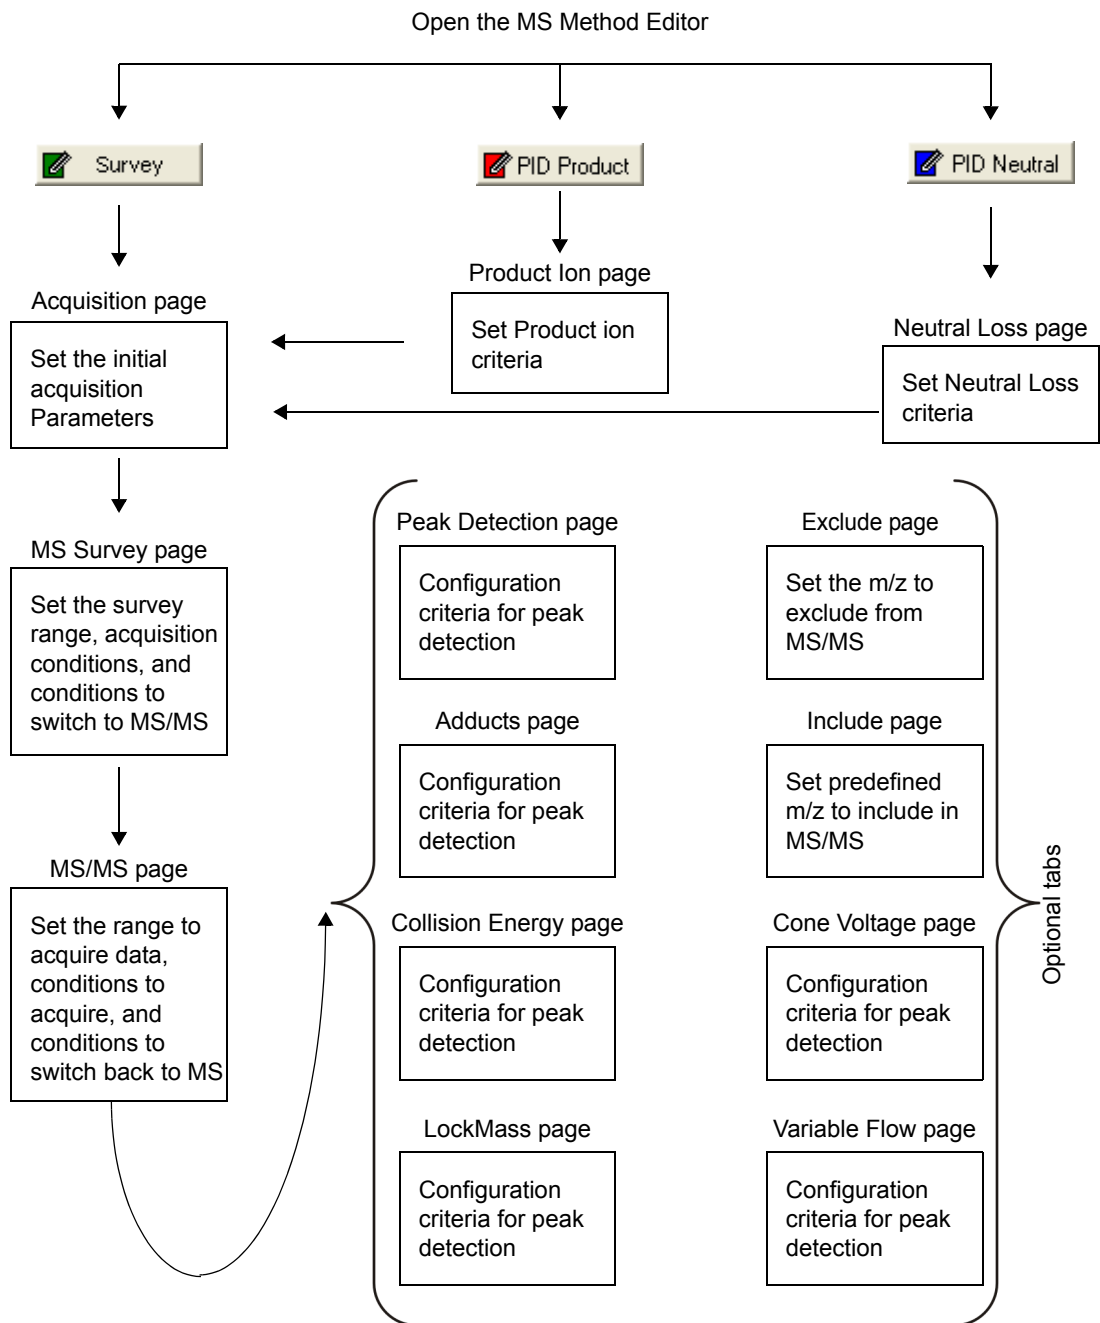 Open the MS Method Editor
Survey
PID Product
PID Neutral
Product Ion page
Set Product ion
criteria
Neutral Loss page
Set Neutral Loss
criteria
Acquisition page
Set the initial
acquisition
Parameters
MS Survey page
Set the survey
range, acquisition
conditions, and
conditions to
switch to MS/MS
MS/MS page
Set the range to
acquire data,
conditions to
acquire, and
conditions to
switch back to MS
Peak Detection page
Configuration
criteria for peak
detection
Exclude page
Set the m/z to
exclude from
MS/MS
Adducts page
Configuration
criteria for peak
detection
Include page
Set predefined
m/z to include in
MS/MS
Collision Energy page
Configuration
criteria for peak
detection
Cone Voltage page
Configuration
criteria for peak
detection
LockMass page
Configuration
criteria for peak
detection
Variable Flow page
Configuration
criteria for peak
detection
Optional tabs